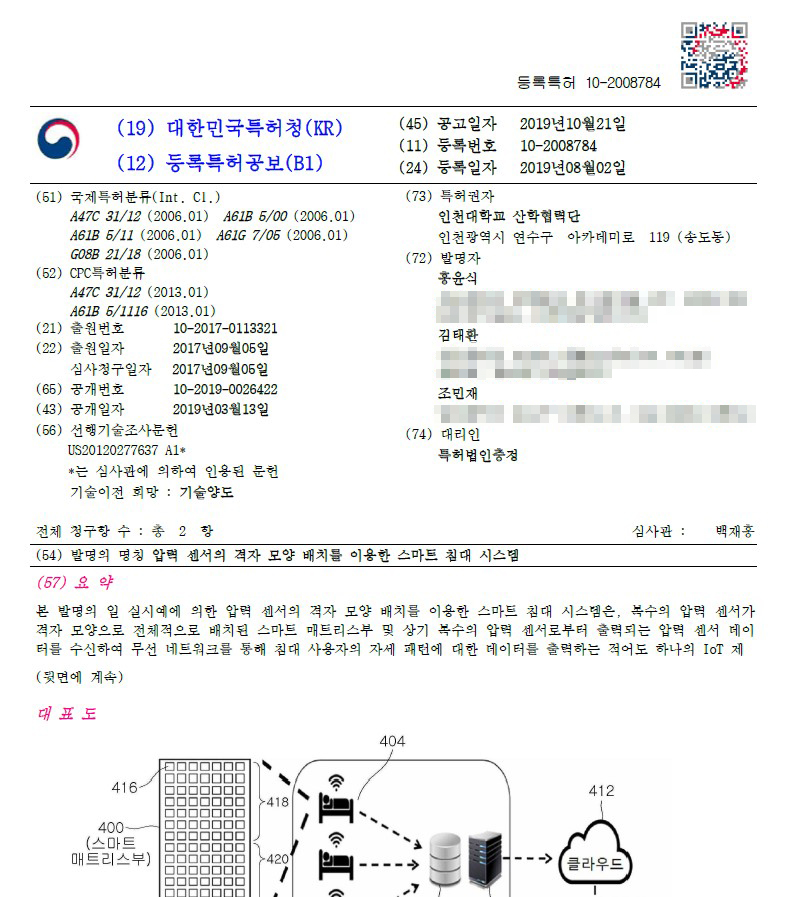 등록특허 10-2008784
(19) 대한민국특허청(KR)
(12) 등록특허공보(B1)
(45) 공고일자 2019년10월21일
(11) 등록번호 10-2008784
(24) 등록일자 2019년08월02일
(51) 국제특허분류(Int. Cl.)
A47C 31/12 (2006.01) A61B 5/00 (2006.01)
A61B 5/11 (2006.01) A61G 7/05 (2006.01)
G08B 21/18 (2006.01)
(52) CPC특허분류
A47C 31/12 (2013.01)
A61B 5/1116 (2013.01)
(21) 출원번호 10-2017-0113321
(22) 출원일자 2017년09월05일
심사청구일자 2017년09월05일
(65) 공개번호 10-2019-0026422
(43) 공개일자 2019년03월13일
(56) 선행기술조사문헌
US20120277637 A1*
*는 심사관에 의하여 인용된 문헌
기술이전 희망 : 기술양도
(73) 특허권자
인천대학교 산학협력단
인천광역시 연수구 아카데미로 119 (송도동)
(72) 발명자
홍윤식
김태환
조민재
(74) 대리인
특허법인충정
전체 청구항 수 : 총 2 항
심사관 : 백재홍
(54) 발명의 명칭 압력 센서의 격자 모양 배치를 이용한 스마트 침대 시스템
(57) 요 약
본 발명의 일 실시예에 의한 압력 센서의 격자 모양 배치를 이용한 스마트 침대 시스템은, 복수의 압력 센서가
격자 모양으로 전체적으로 배치된 스마트 매트리스부 및 상기 복수의 압력 센서로부터 출력되는 압력 센서 데이
터를 수신하여 무선 네트워크를 통해 침대 사용자의 자세 패턴에 대한 데이터를 출력하는 적어도 하나의 IoT 제
(뒷면에 계속)
대 표 도
404
416
418
412
400
(스마트
매트리스부)
420
클라우드